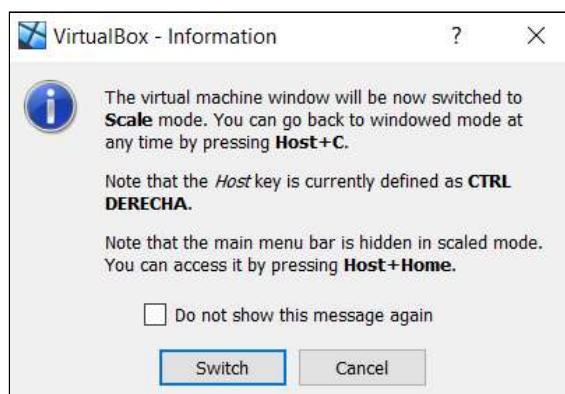 VirtualBox - Information
?
The virtual machine window will be now switched to
Scale mode. You can go back to windowed mode at
any time by pressing Host+C.
Note that the Host key is currently defined as CTRL
DERECHA.
Note that the main menu bar is hidden in scaled mode.
You can access it by pressing Host+Home.
Do not show this message again
Switch Cancel